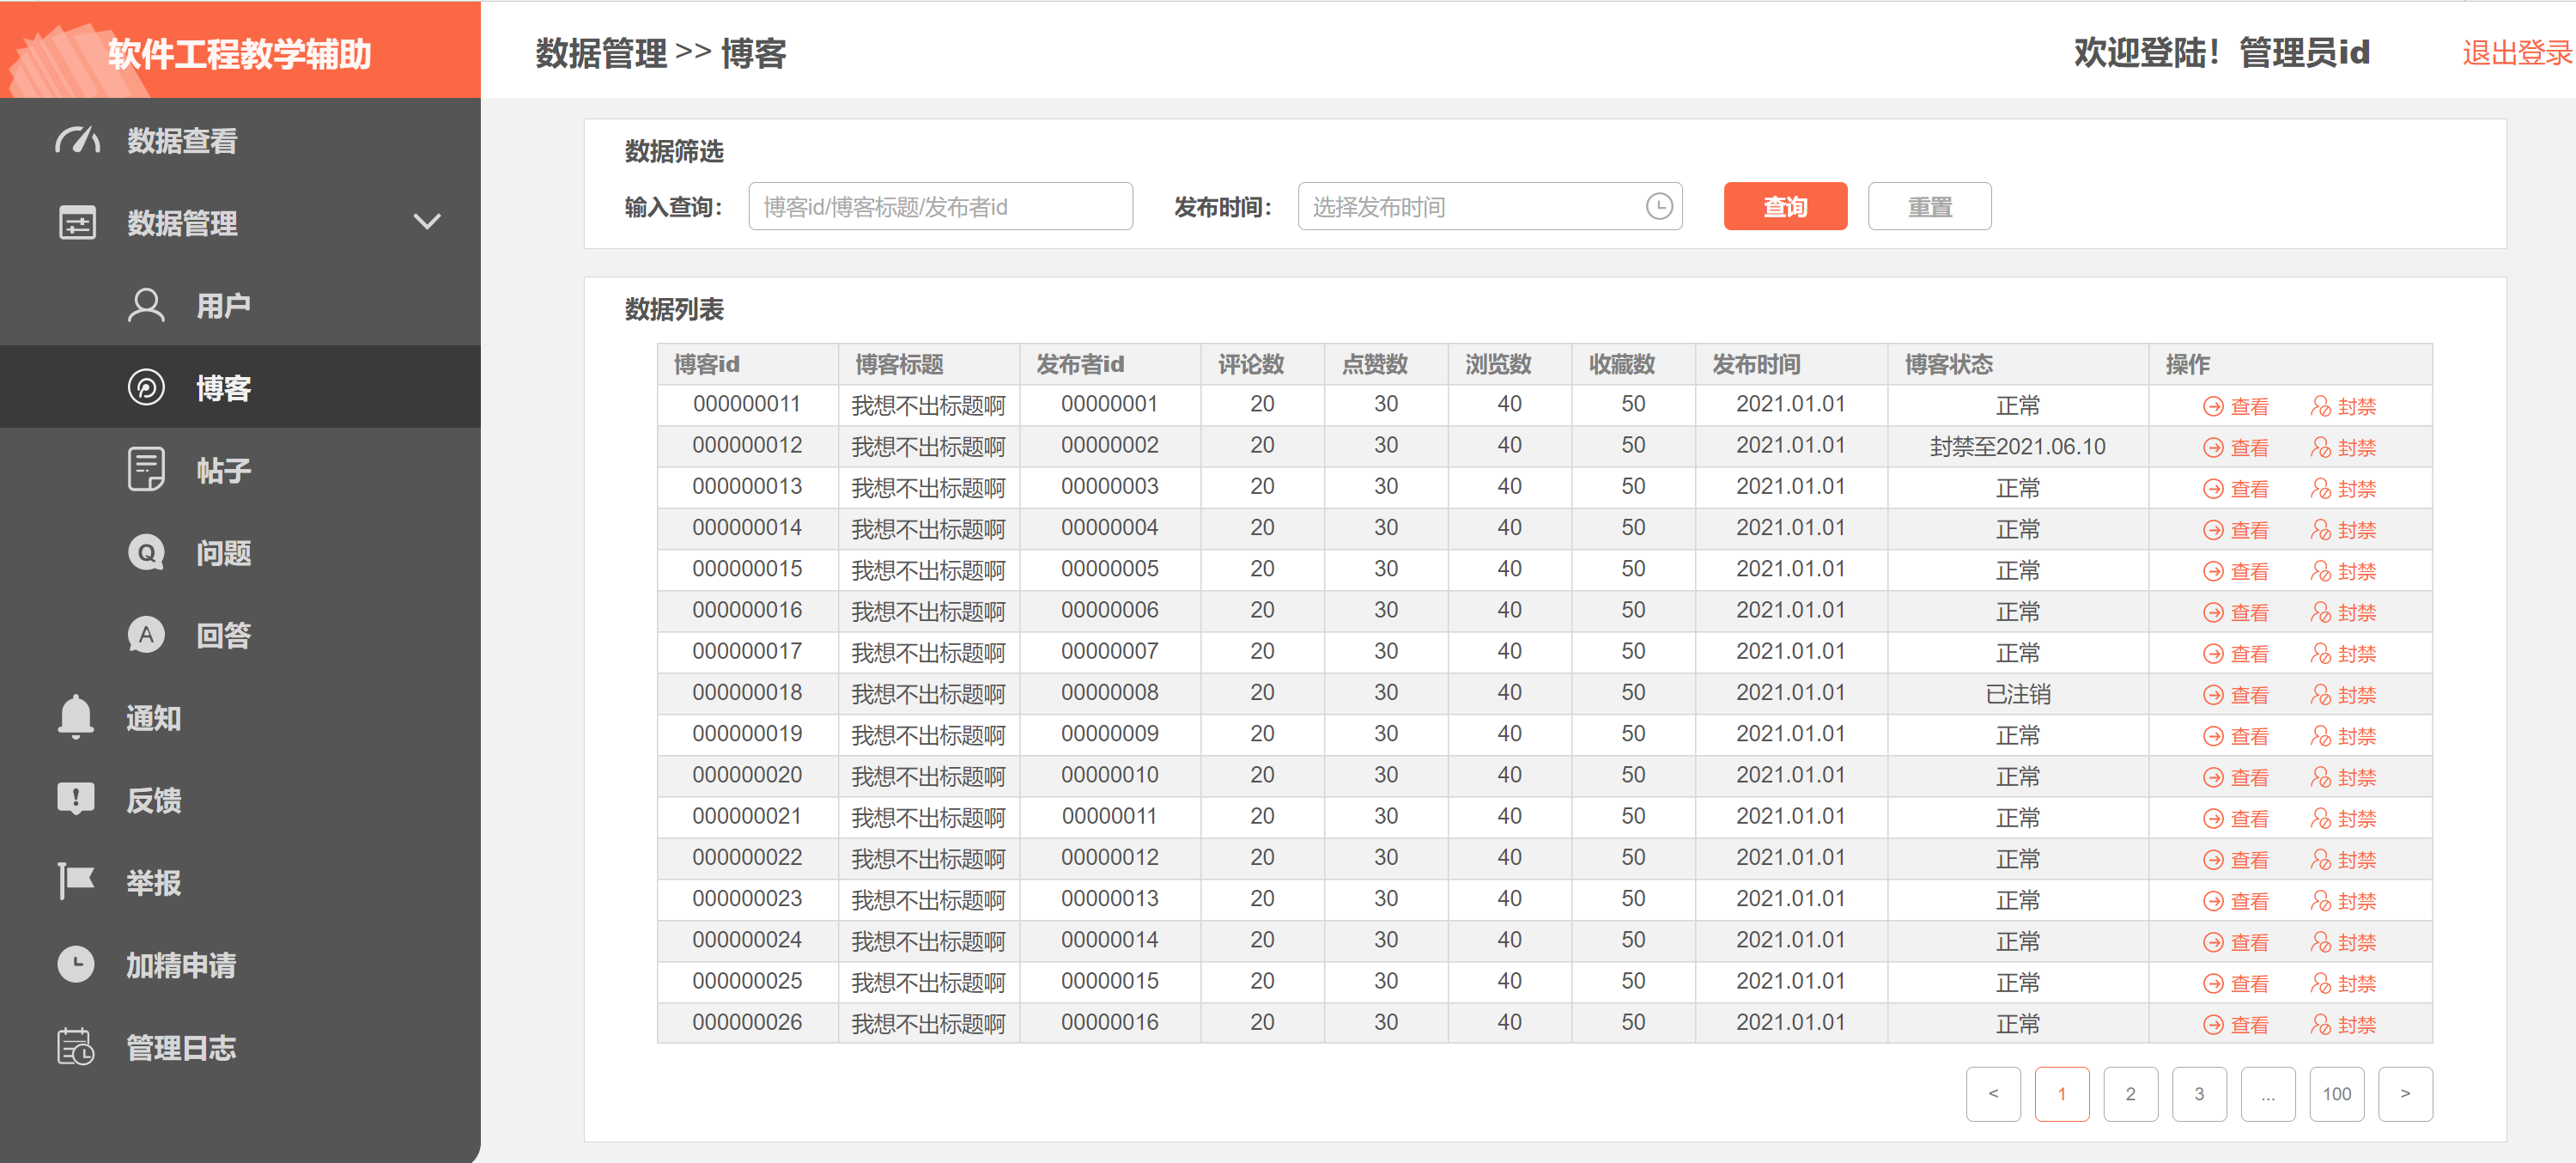 软件工程教学辅助
数据管理 >> 博客
欢迎登陆！管理员id
退出登录
数据查看
数据管理
用户
博客
帖子
Q 问题
A 回答
通知
反馈
举报
加精申请
管理日志
数据筛选
输入查询： 博客id/博客标题/发布者id 发布时间： 选择发布时间 查询 重置
数据列表
博客id 博客标题 发布者id 评论数 点赞数 浏览数 收藏数 发布时间 博客状态 操作
000000011 我想不出标题啊 00000001 20 30 40 50 2021.01.01 正常 查看 封禁
000000012 我想不出标题啊 00000002 20 30 40 50 2021.01.01 封禁至2021.06.10 查看 封禁
000000013 我想不出标题啊 00000003 20 30 40 50 2021.01.01 正常 查看 封禁
000000014 我想不出标题啊 00000004 20 30 40 50 2021.01.01 正常 查看 封禁
000000015 我想不出标题啊 00000005 20 30 40 50 2021.01.01 正常 查看 封禁
000000016 我想不出标题啊 00000006 20 30 40 50 2021.01.01 正常 查看 封禁
000000017 我想不出标题啊 00000007 20 30 40 50 2021.01.01 正常 查看 封禁
000000018 我想不出标题啊 00000008 20 30 40 50 2021.01.01 已注销 查看 封禁
000000019 我想不出标题啊 00000009 20 30 40 50 2021.01.01 正常 查看 封禁
000000020 我想不出标题啊 00000010 20 30 40 50 2021.01.01 正常 查看 封禁
000000021 我想不出标题啊 00000011 20 30 40 50 2021.01.01 正常 查看 封禁
000000022 我想不出标题啊 00000012 20 30 40 50 2021.01.01 正常 查看 封禁
000000023 我想不出标题啊 00000013 20 30 40 50 2021.01.01 正常 查看 封禁
000000024 我想不出标题啊 00000014 20 30 40 50 2021.01.01 正常 查看 封禁
000000025 我想不出标题啊 00000015 20 30 40 50 2021.01.01 正常 查看 封禁
000000026 我想不出标题啊 00000016 20 30 40 50 2021.01.01 正常 查看 封禁
< 1 2 3 ... 100 >